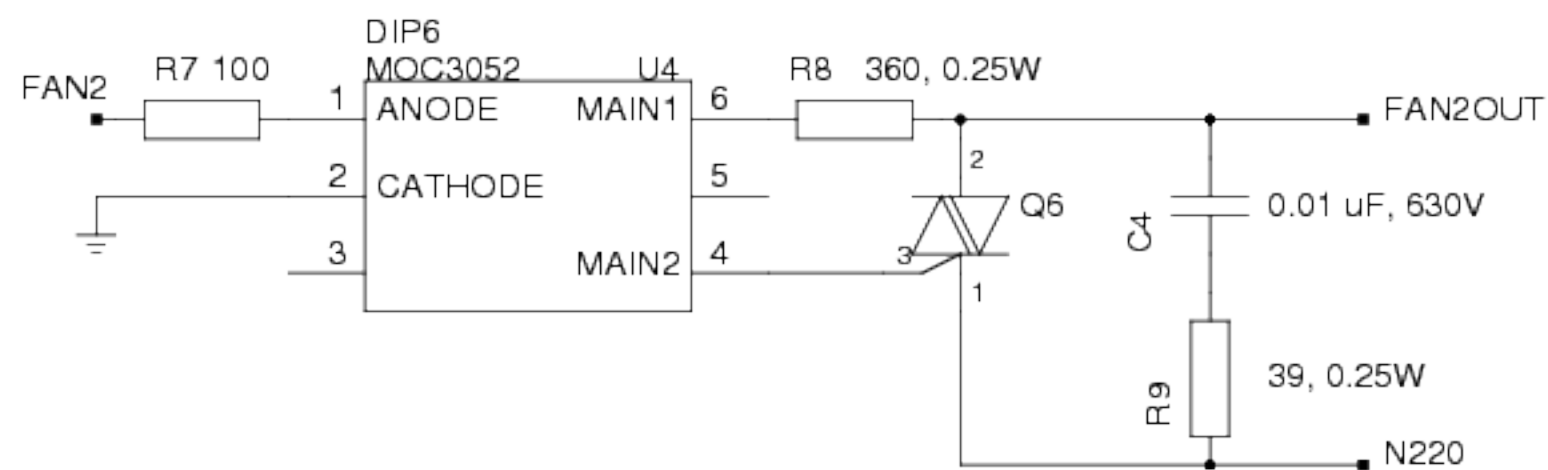 DIP6
R7 100 MOC3052 U4 R8 360, 0.25W
FAN2 1 ANODE MAIN1 6 FAN2OUT
2 CATHODE 5 2 Q6 C4 0.01 uF, 630V
3 MAIN2 4 3 1
R9 39, 0.25W
N220